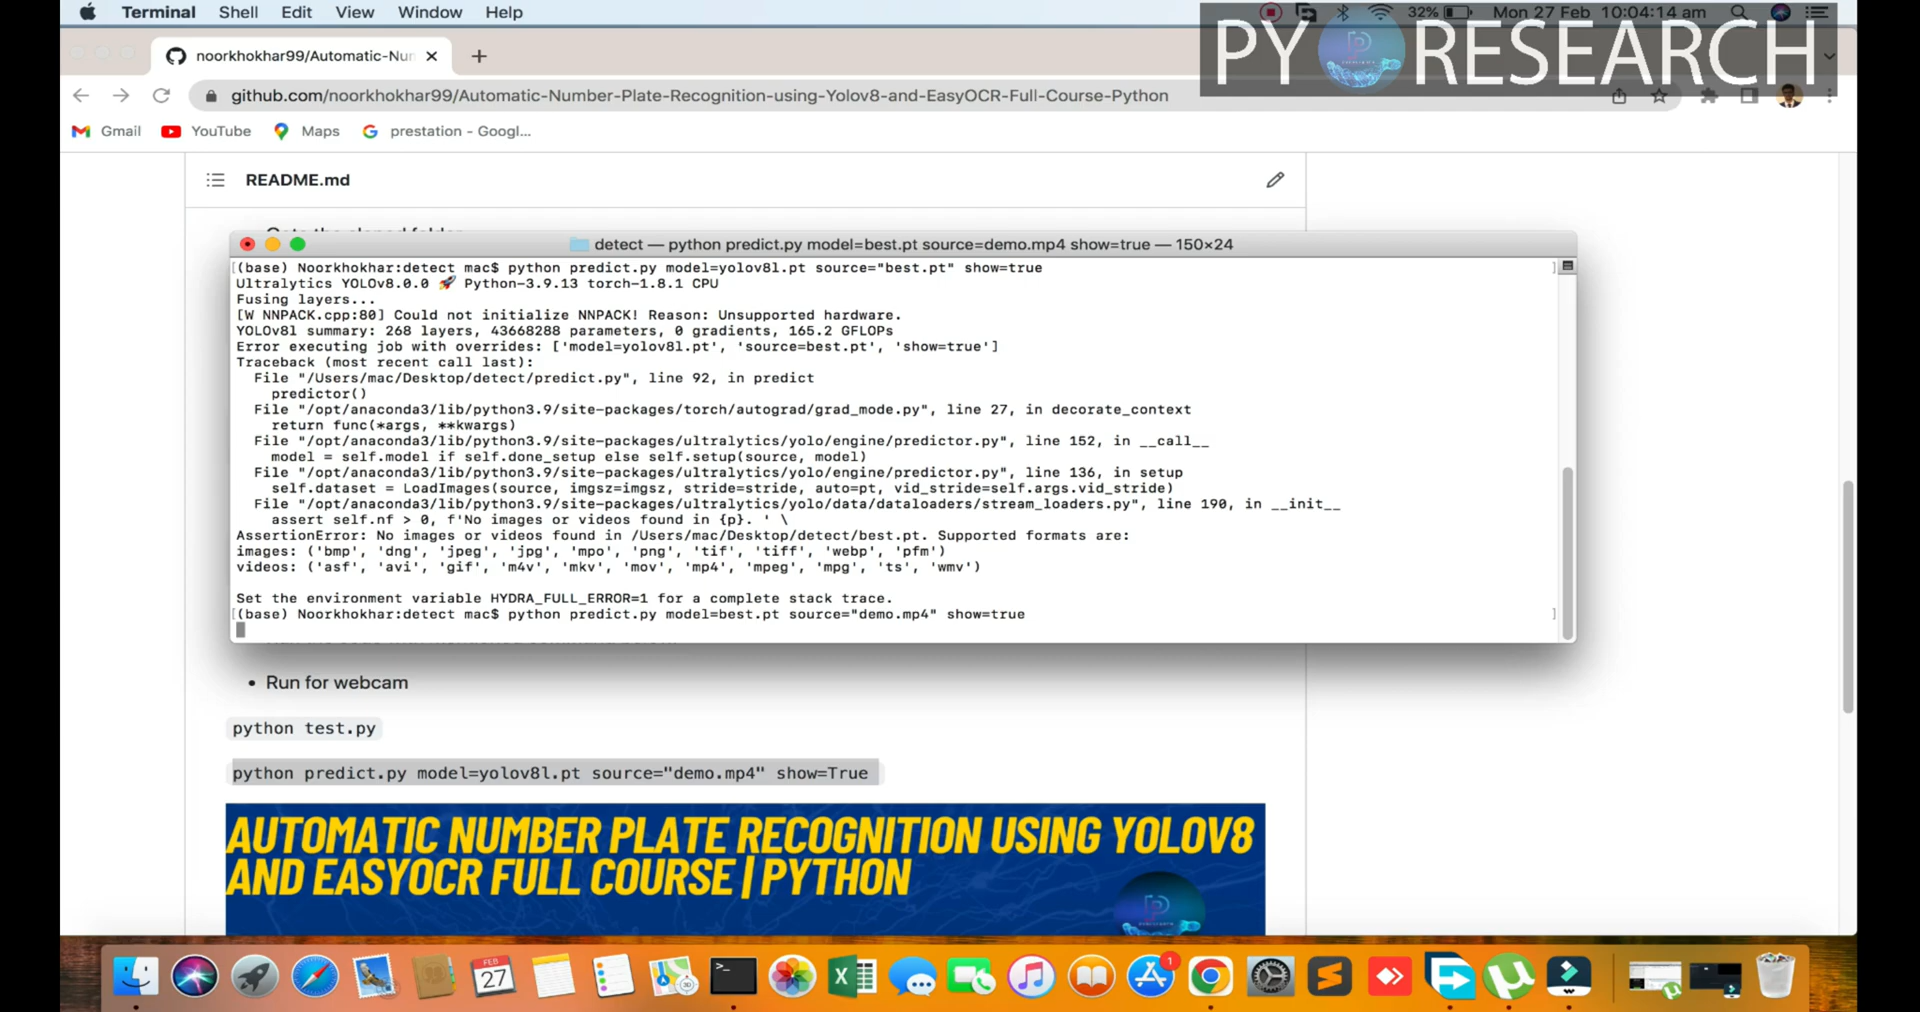 Terminal Shell Edit View Window Help
32% Mon 27 Feb 10:04:14 am
PY RESEARCH
noorkhokhar99/Automatic-Num
github.com/noorkhokhar99/Automatic-Number-Plate-Recognition-using-Yolov8-and-EasyOCR-Full-Course-Python
Gmail YouTube Maps prestation - Googl...
README.md
detect — python predict.py model=best.pt source=demo.mp4 show=true — 150×24
[(base) Noorkhokhar:detect mac$ python predict.py model=yolov8l.pt source="best.pt" show=true ]
Ultralytics YOLOv8.0.0 🚀 Python-3.9.13 torch-1.8.1 CPU
Fusing layers...
[W NNPACK.cpp:80] Could not initialize NNPACK! Reason: Unsupported hardware.
YOLOv8l summary: 268 layers, 43668288 parameters, 0 gradients, 165.2 GFLOPs
Error executing job with overrides: ['model=yolov8l.pt', 'source=best.pt', 'show=true']
Traceback (most recent call last):
File "/Users/mac/Desktop/detect/predict.py", line 92, in predict
predictor()
File "/opt/anaconda3/lib/python3.9/site-packages/torch/autograd/grad_mode.py", line 27, in decorate_context
return func(*args, **kwargs)
File "/opt/anaconda3/lib/python3.9/site-packages/ultralytics/yolo/engine/predictor.py", line 152, in __call__
model = self.model if self.done_setup else self.setup(source, model)
File "/opt/anaconda3/lib/python3.9/site-packages/ultralytics/yolo/engine/predictor.py", line 136, in setup
self.dataset = LoadImages(source, imgsz=imgsz, stride=stride, auto=pt, vid_stride=self.args.vid_stride)
File "/opt/anaconda3/lib/python3.9/site-packages/ultralytics/yolo/data/dataloaders/stream_loaders.py", line 190, in __init__
assert self.nf > 0, f'No images or videos found in {p}. ' \
AssertionError: No images or videos found in /Users/mac/Desktop/detect/best.pt. Supported formats are:
images: ('bmp', 'dng', 'jpeg', 'jpg', 'mpo', 'png', 'tif', 'tiff', 'webp', 'pfm')
videos: ('asf', 'avi', 'gif', 'm4v', 'mkv', 'mov', 'mp4', 'mpeg', 'mpg', 'ts', 'wmv')
Set the environment variable HYDRA_FULL_ERROR=1 for a complete stack trace.
[(base) Noorkhokhar:detect mac$ python predict.py model=best.pt source="demo.mp4" show=true ]
• Run for webcam
python test.py
python predict.py model=yolov8l.pt source="demo.mp4" show=True
AUTOMATIC NUMBER PLATE RECOGNITION USING YOLOV8
AND EASYOCR FULL COURSE | PYTHON
FEB
27
1